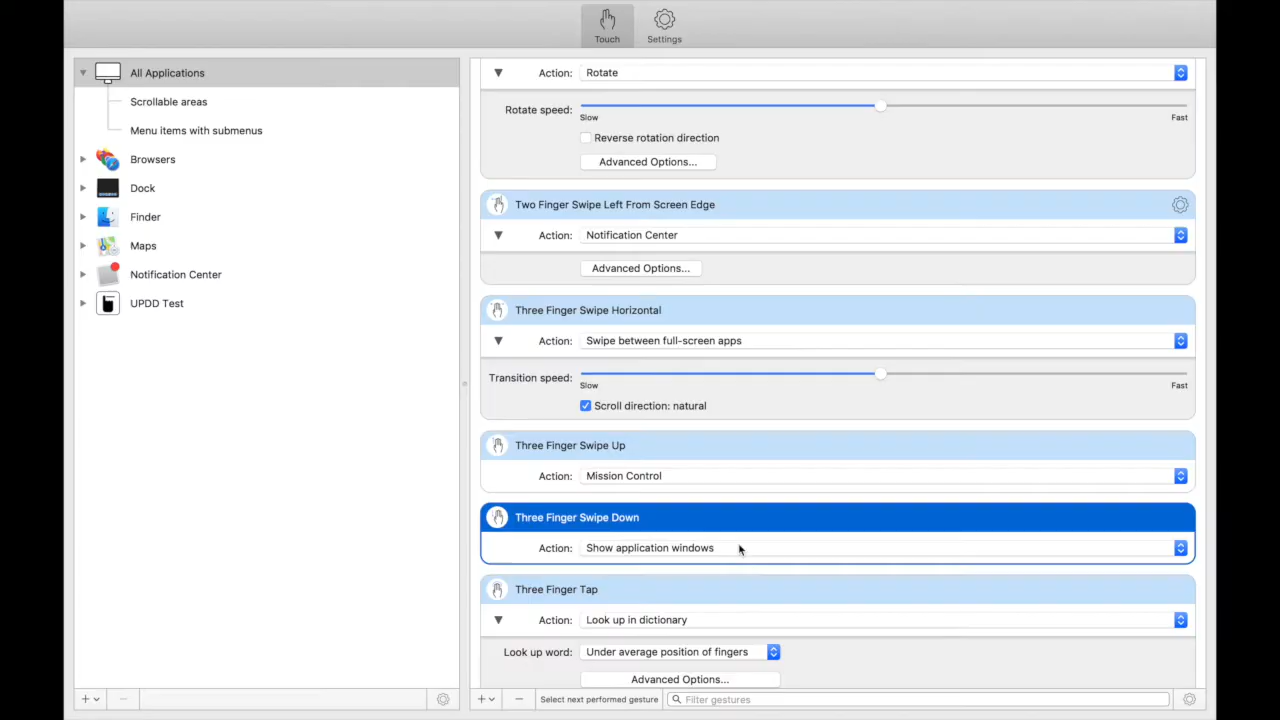 Touch
Settings
All Applications
Scrollable areas
Menu items with submenus
Browsers
Dock
Finder
Maps
Notification Center
UPDD Test
Action: Rotate
Rotate speed:
Slow Fast
Reverse rotation direction
Advanced Options...
Two Finger Swipe Left From Screen Edge
Action: Notification Center
Advanced Options...
Three Finger Swipe Horizontal
Action: Swipe between full-screen apps
Transition speed:
Slow Fast
Scroll direction: natural
Three Finger Swipe Up
Action: Mission Control
Three Finger Swipe Down
Action: Show application windows
Three Finger Tap
Action: Look up in dictionary
Look up word: Under average position of fingers
Advanced Options...
Select next performed gesture
Filter gestures